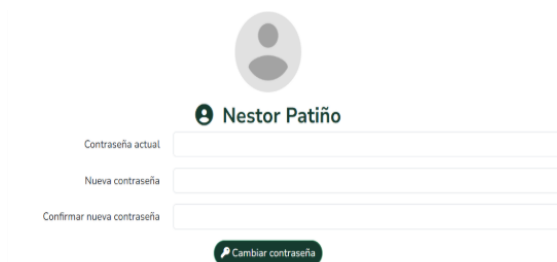 Nestor Patiño
Contraseña actual
Nueva contraseña
Confirmar nueva contraseña
Cambiar contraseña